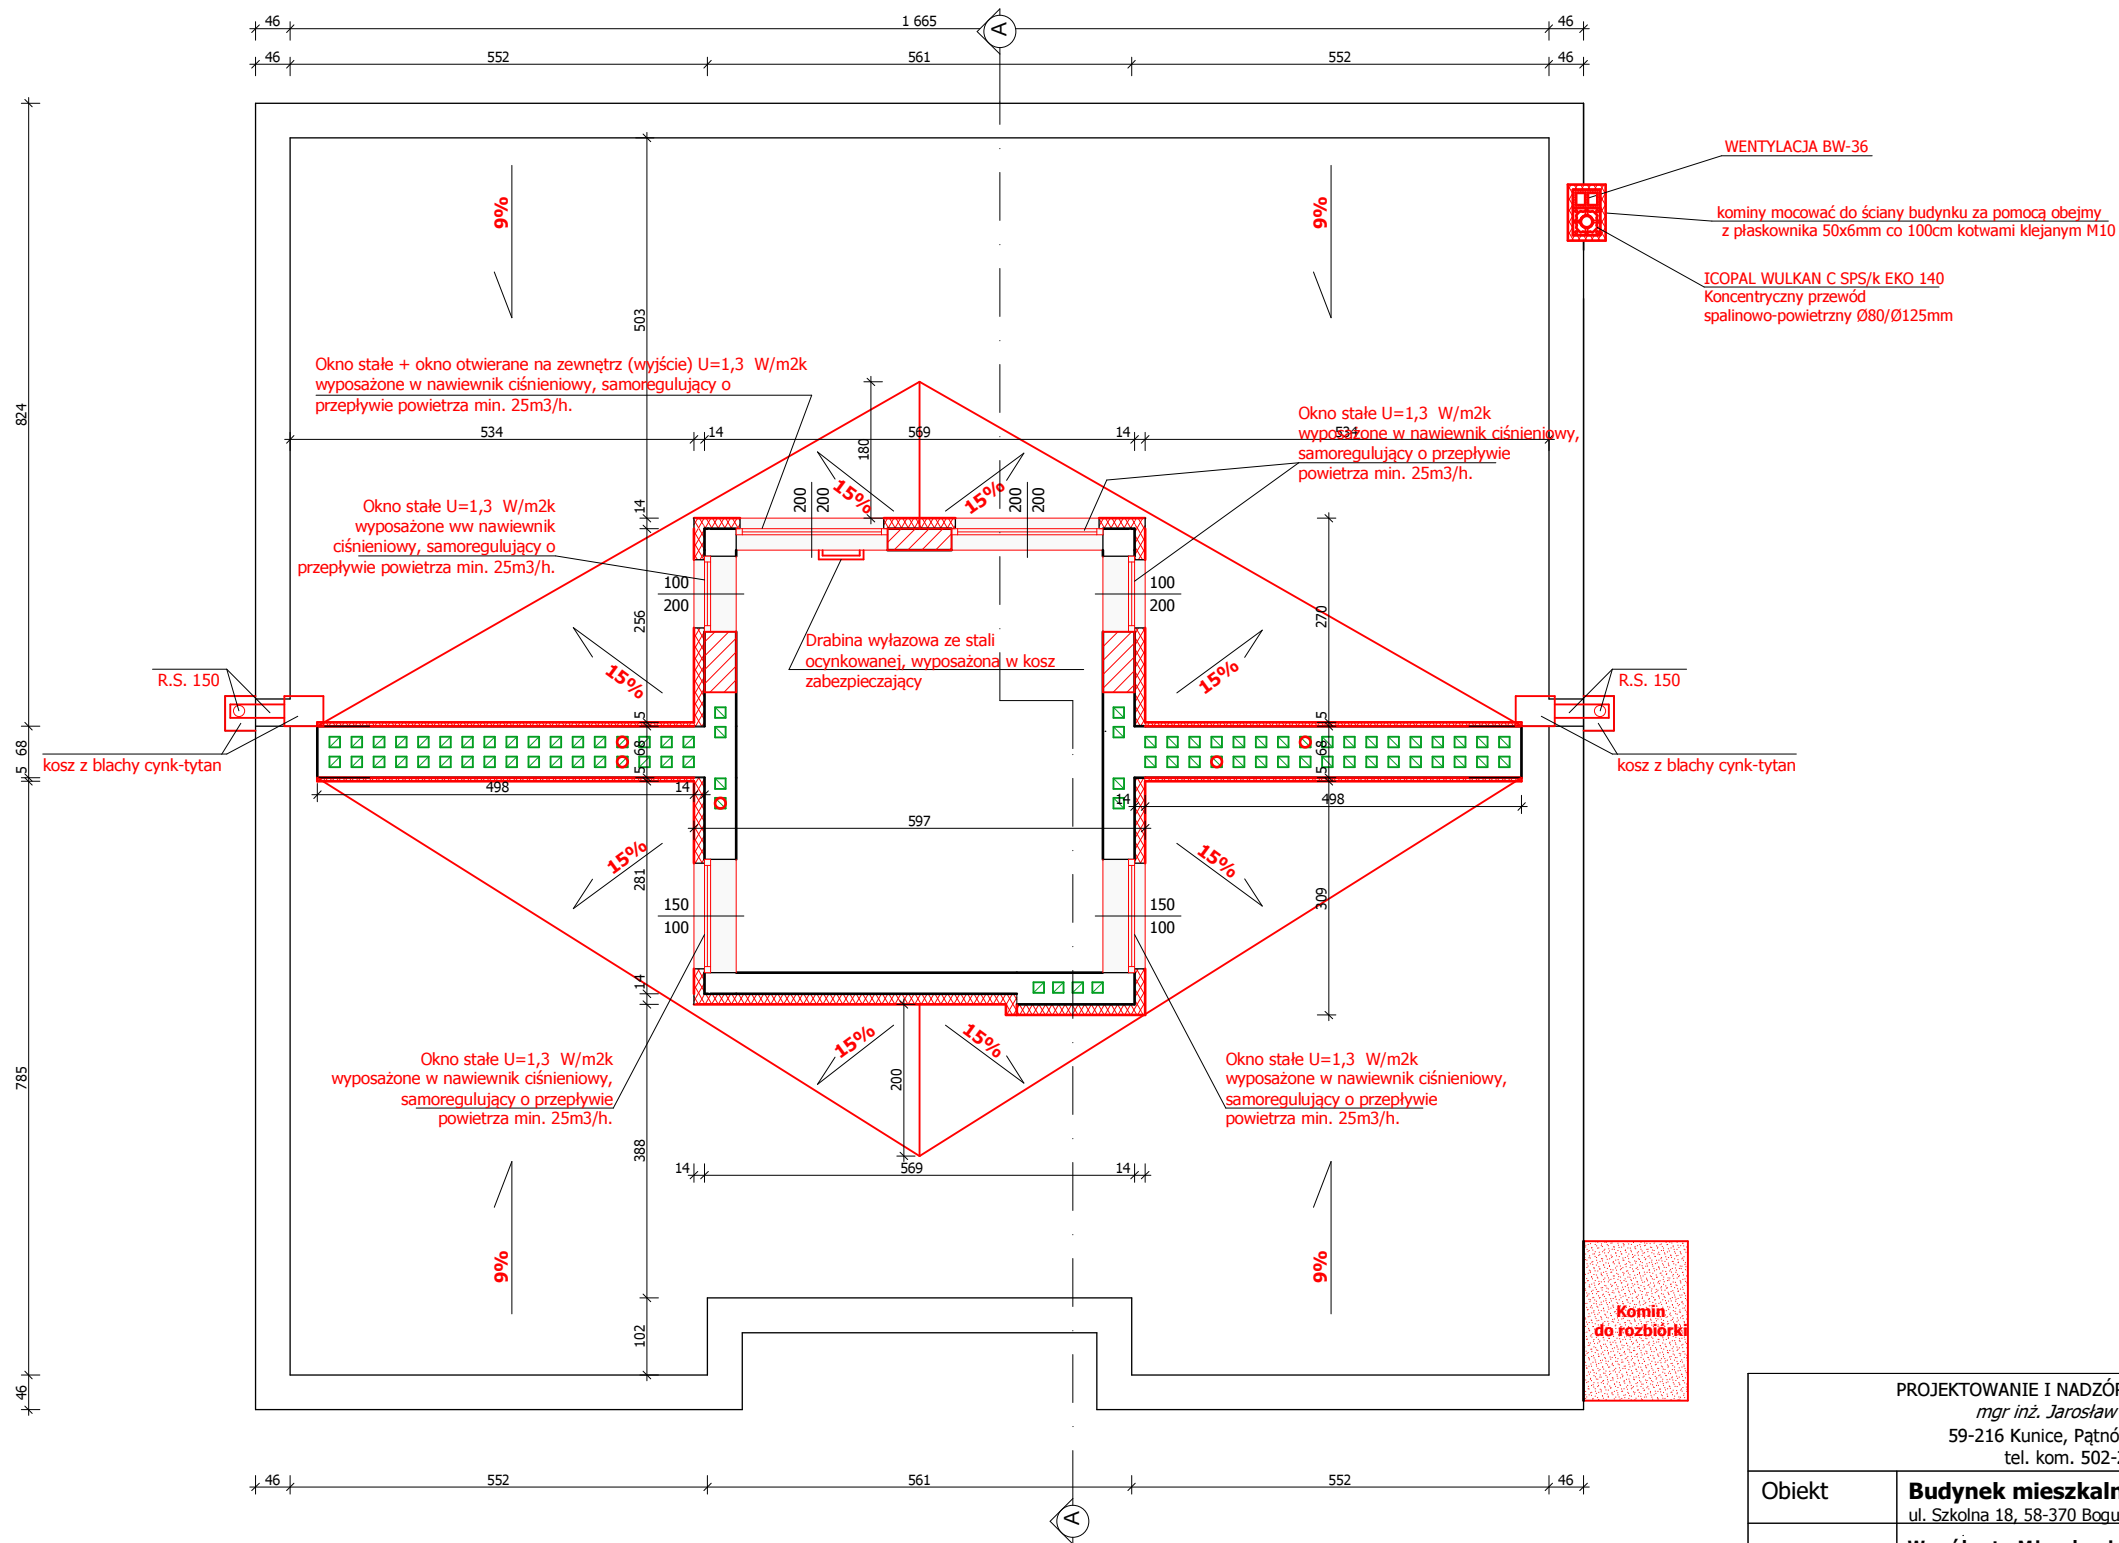 46
1 665
46
A
46
552
561
552
46
WENTYLACJA BW-36
kominy mocować do ściany budynku za pomocą obejmy
z płaskownika 50x6mm co 100cm kotwami klejanym M10
ICOPAL WULKAN C SPS/k EKO 140
Koncentryczny przewód
spalinowo-powietrzny Ø80/Ø125mm
9%
9%
503
824
Okno stałe + okno otwierane na zewnętrz (wyjście) U=1,3 W/m2k
wyposażone w nawiewnik ciśnieniowy, samoregulujący o
przepływie powietrza min. 25m3/h.
Okno stałe U=1,3 W/m2k
wyposażone w nawiewnik ciśnieniowy,
samoregulujący o przepływie
powietrza min. 25m3/h.
534
14
569
14
534
180
Okno stałe U=1,3 W/m2k
wyposażone ww nawiewnik
ciśnieniowy, samoregulujący o
przepływie powietrza min. 25m3/h.
14
200
200
15%
15%
200
200
100
200
100
200
256
270
Drabina wyłazowa ze stali
ocynkowanej, wyposażona w kosz
zabezpieczający
15%
15%
R.S. 150
R.S. 150
kosz z blachy cynk-tytan
kosz z blachy cynk-tytan
68
5
5
68
5
5
68
5
498
14
14
498
597
15%
15%
281
309
150
100
150
100
14
15%
15%
200
Okno stałe U=1,3 W/m2k
wyposażone w nawiewnik ciśnieniowy,
samoregulujący o przepływie
powietrza min. 25m3/h.
Okno stałe U=1,3 W/m2k
wyposażone w nawiewnik ciśnieniowy,
samoregulujący o przepływie
powietrza min. 25m3/h.
785
388
14
569
14
9%
9%
102
46
Komin
do rozbiórki
46
552
561
552
46
A
PROJEKTOWANIE I NADZÓR
mgr inż. Jarosław
59-216 Kunice, Pątnó
tel. kom. 502-
Obiekt
Budynek mieszkaln
ul. Szkolna 18, 58-370 Bogu